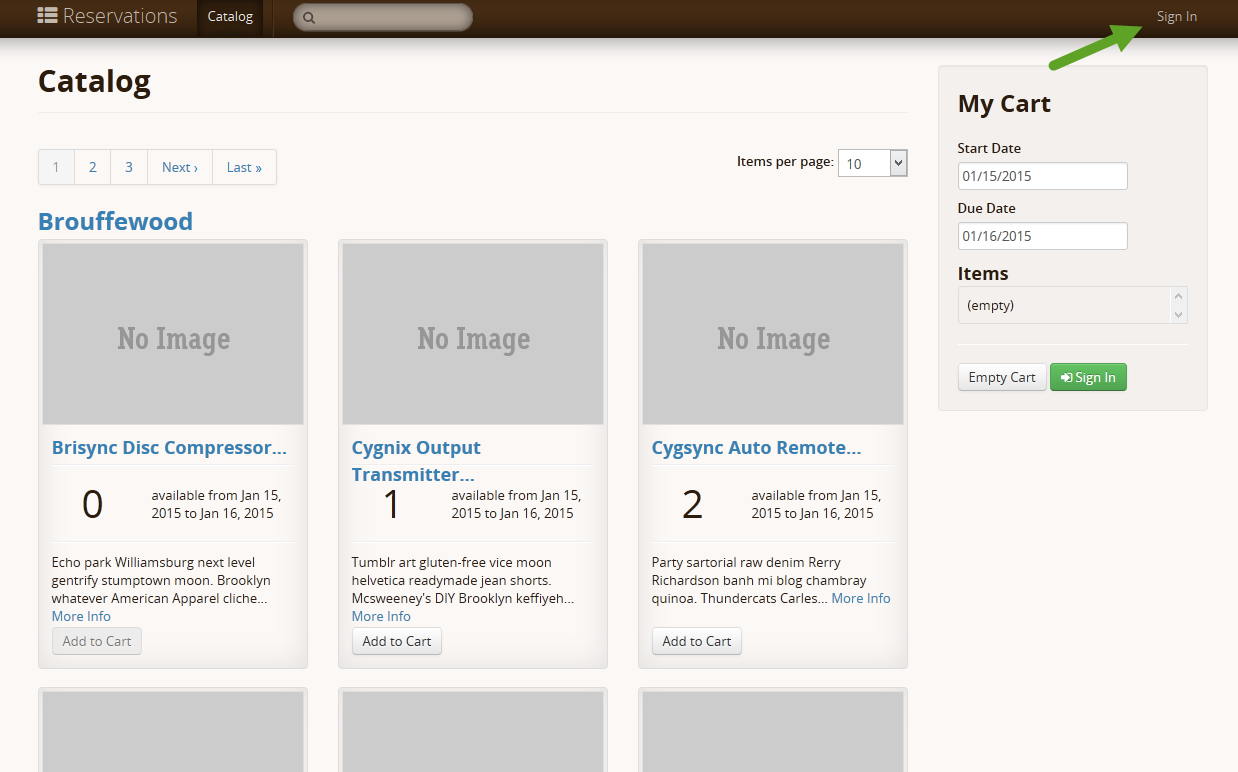 Reservations
Catalog
Sign In
Catalog
My Cart
Start Date
01/15/2015
Due Date
01/16/2015
Items
(empty)
Empty Cart
Sign In
1
2
3
Next ›
Last »
Items per page:
10
Brouffewood
No Image
Brisync Disc Compressor...
0
available from Jan 15,
2015 to Jan 16, 2015
Echo park Williamsburg next level
gentrify stumptown moon. Brooklyn
whatever American Apparel cliche...
More Info
Add to Cart
No Image
Cygnix Output
Transmitter...
1
available from Jan 15,
2015 to Jan 16, 2015
Tumblr art gluten-free vice moon
helvetica readymade jean shorts.
Mcsweeney's DIY Brooklyn keffiyeh...
More Info
Add to Cart
No Image
Cygsync Auto Remote...
2
available from Jan 15,
2015 to Jan 16, 2015
Party sartorial raw denim Rerry
Richardson banh mi blog chambray
quinoa. Thundercats Carles... More Info
Add to Cart